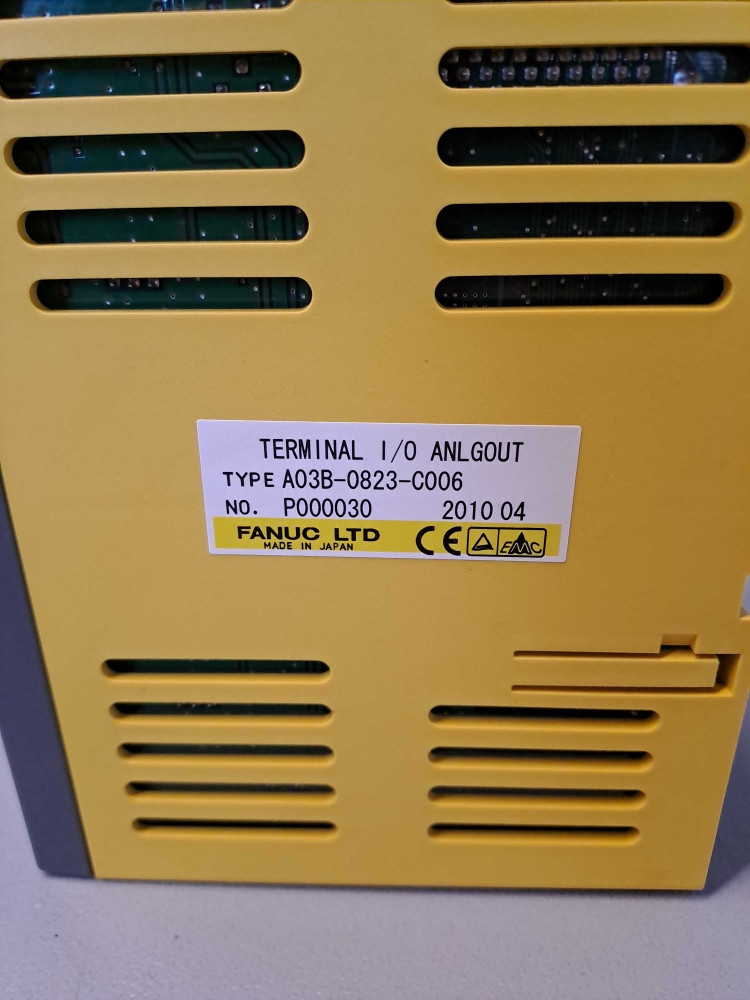 TERMINAL I/O ANLGOUT
TYPE A03B-0823-C006
NO. P000030 2010 04
FANUC LTD
MADE IN JAPAN
CE EMC